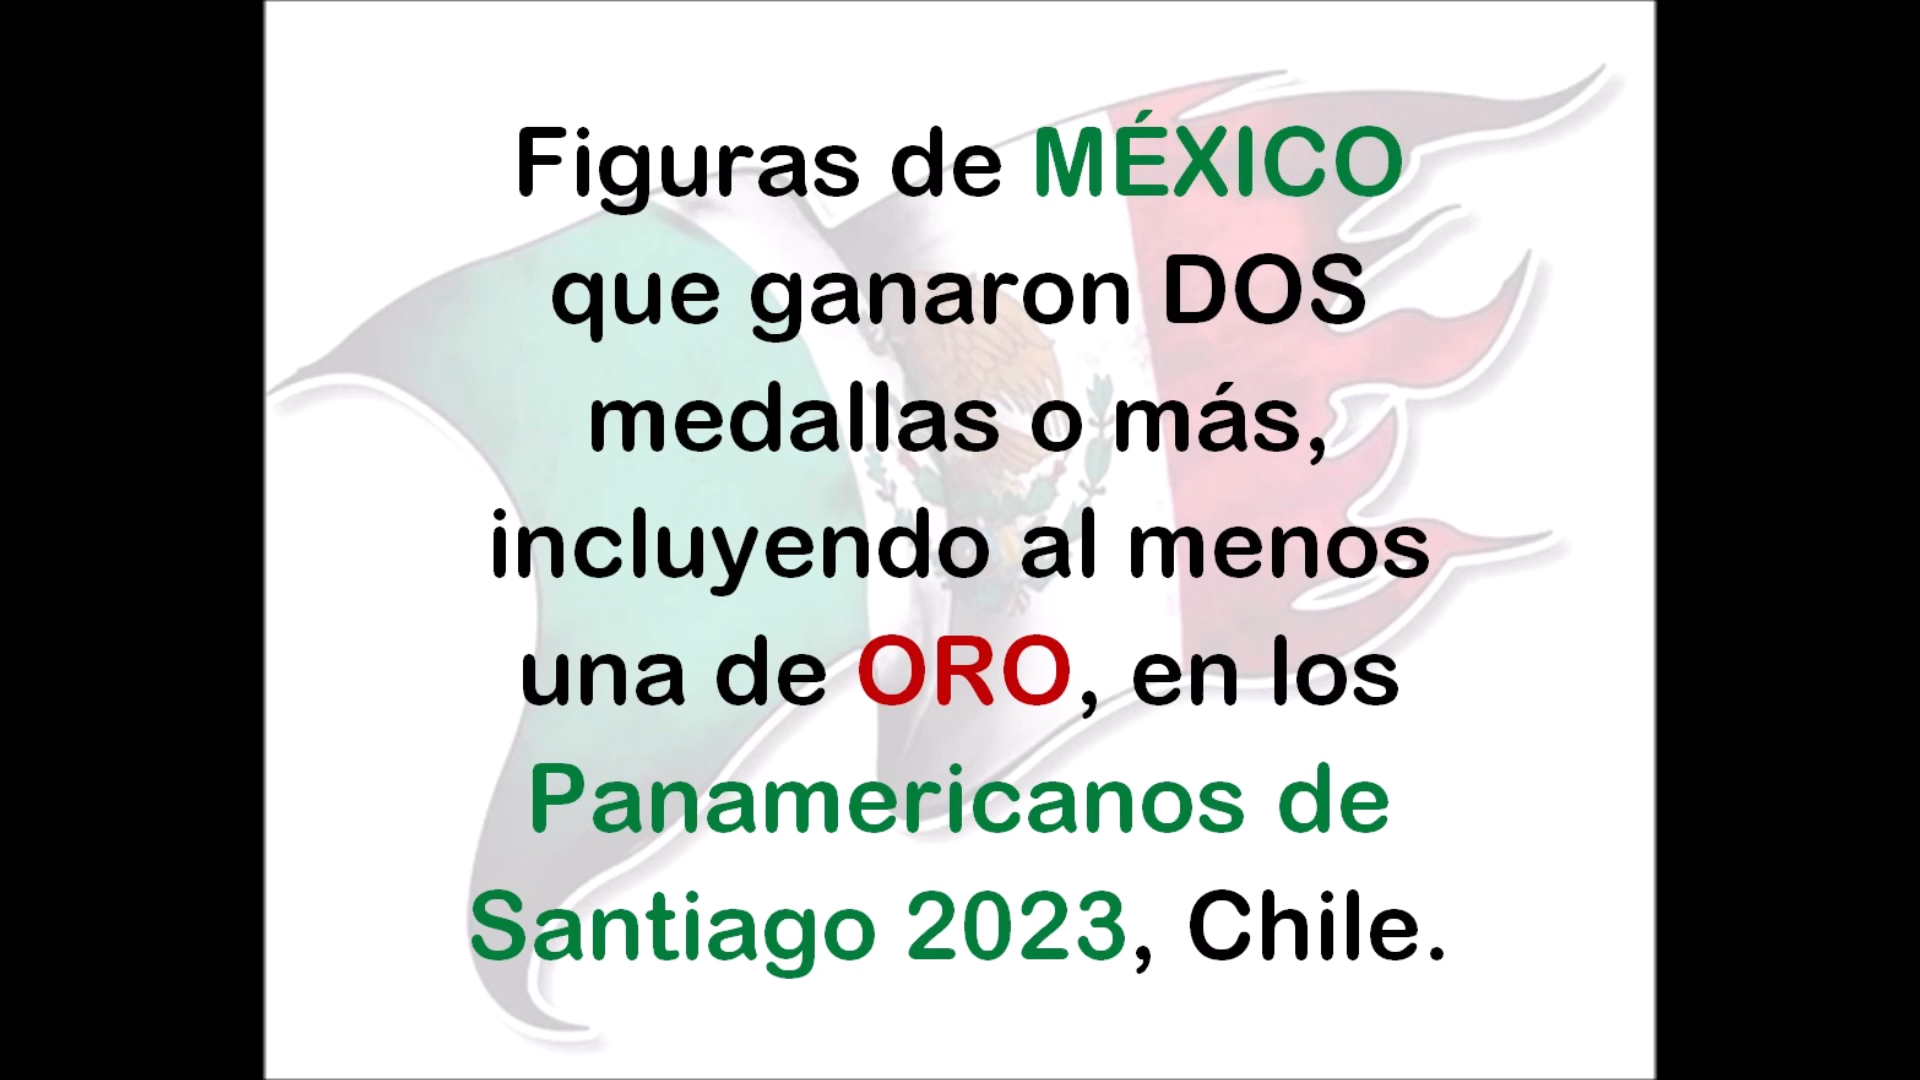 Figuras de MÉXICO
que ganaron DOS
medallas o más,
incluyendo al menos
una de ORO, en los
Panamericanos de
Santiago 2023, Chile.